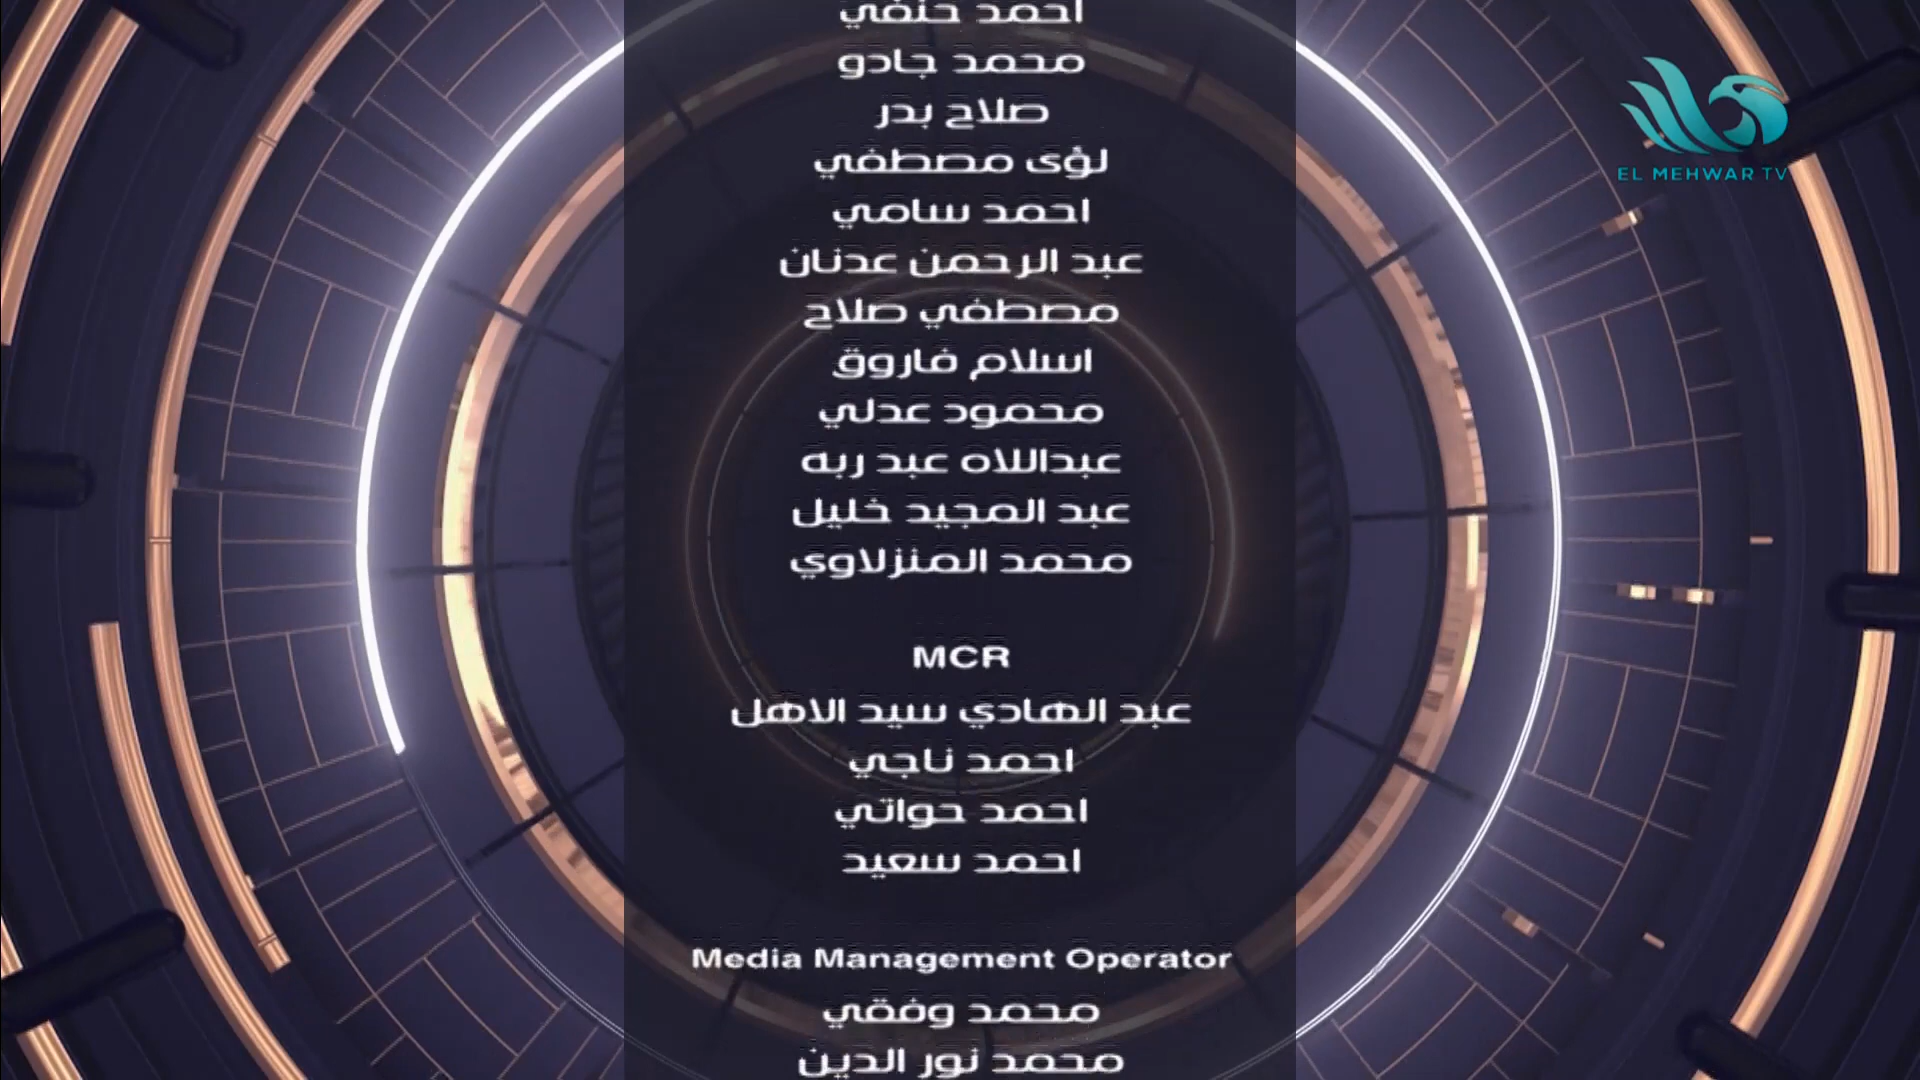 احمد حنفي
محمد جادو
صلاح بدر
لؤى مصطفي
احمد سامي
عبد الرحمن عدنان
مصطفي صلاح
اسلام فاروق
محمود عدلي
عبداللاه عبد ربه
عبد المجيد خليل
محمد المنزلاوي
MCR
عبد الهادي سيد الاهل
احمد ناجي
احمد حواتي
احمد سعيد
Media Management Operator
محمد وفقي
محمد نور الدين
EL MEHWAR TV